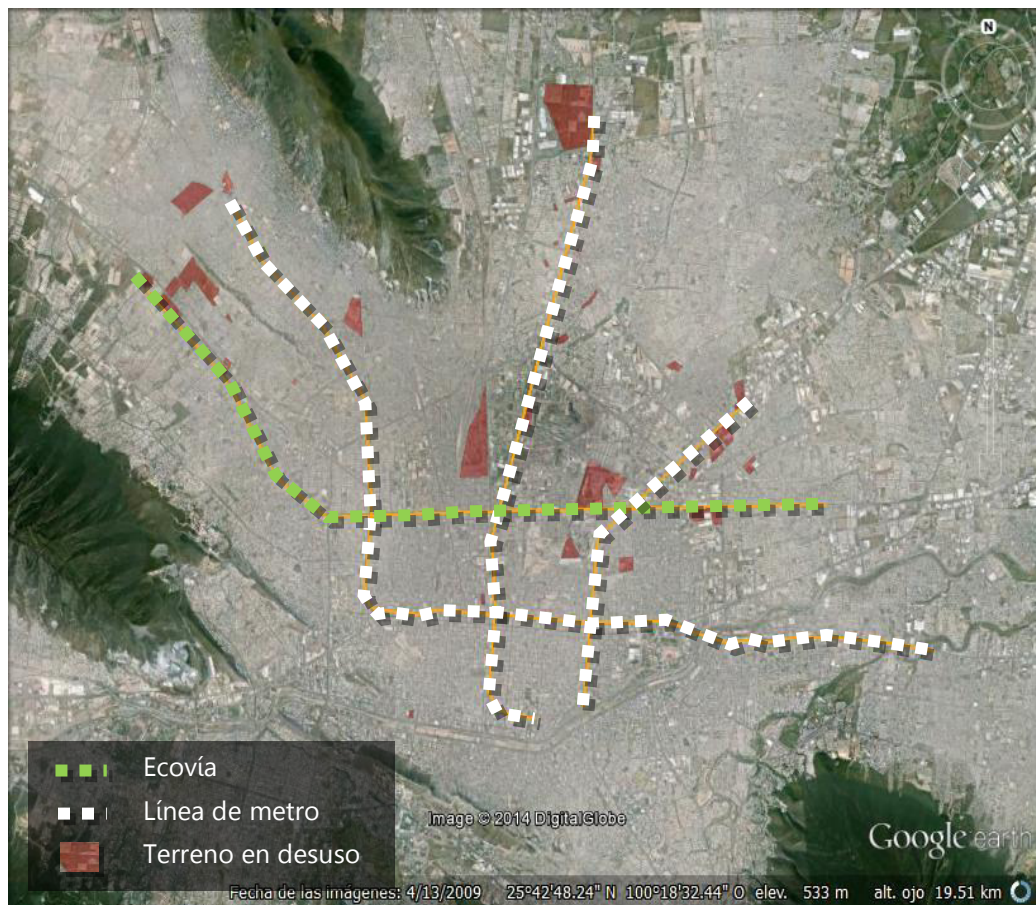 N
Ecovía
Línea de metro
Terreno en desuso
Image © 2014 DigitalGlobe
Google earth
Fecha de las imágenes: 4/13/2009 25°42'48.24" N 100°18'32.44" O elev. 533 m alt. ojo 19.51 km